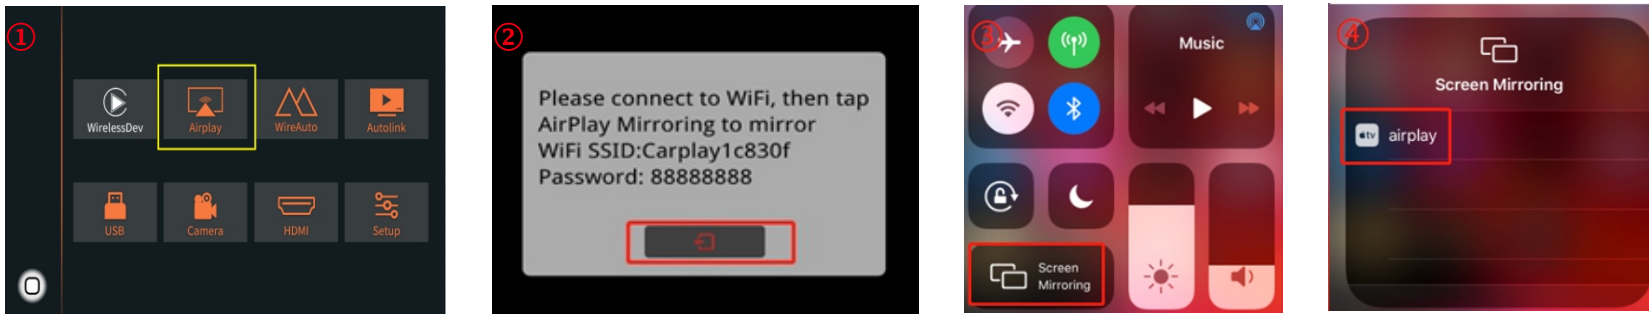 ①
WirelessDev
Airplay
WireAuto
Autolink
USB
Camera
HDMI
Setup
②
Please connect to WiFi, then tap
AirPlay Mirroring to mirror
WiFi SSID:Carplay1c830f
Password: 88888888
③
Music
Screen
Mirroring
④
Screen Mirroring
tv
airplay